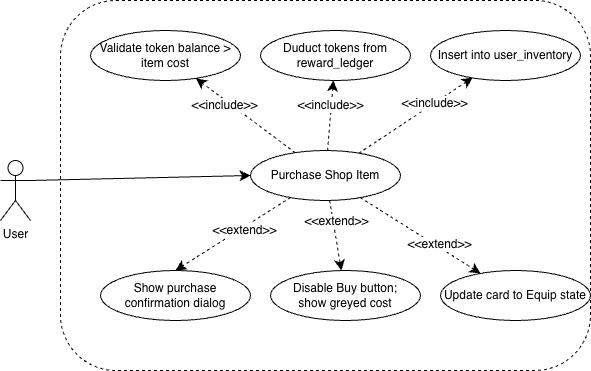 Validate token balance >
item cost
Duduct tokens from
reward_ledger
Insert into user_inventory
<<include>>
<<include>>
<<include>>
Purchase Shop Item
User
<<extend>>
<<extend>>
<<extend>>
Show purchase
confirmation dialog
Disable Buy button;
show greyed cost
Update card to Equip state